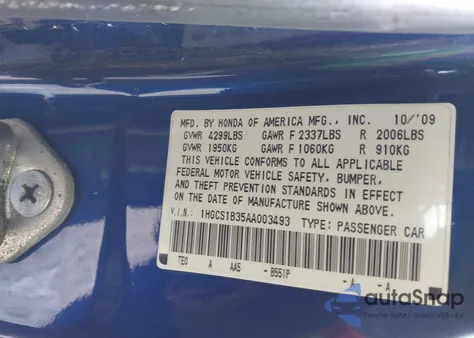 MFD. BY HONDA OF AMERICA MFG., INC. 10/'09
GVWR 4299LBS GAWR F 2337LBS R 2006LBS
GVWR 1950KG GAWR F 1060KG R 910KG
THIS VEHICLE CONFORMS TO ALL APPLICABLE
FEDERAL MOTOR VEHICLE SAFETY, BUMPER,
AND THEFT PREVENTION STANDARDS IN EFFECT
ON THE DATE OF MANUFACTURE SHOWN ABOVE.
V.I.N.: 1HGCS1B35AA003493 TYPE: PASSENGER CAR
TE0 A AA5 - B551P -A -A
autoSnap